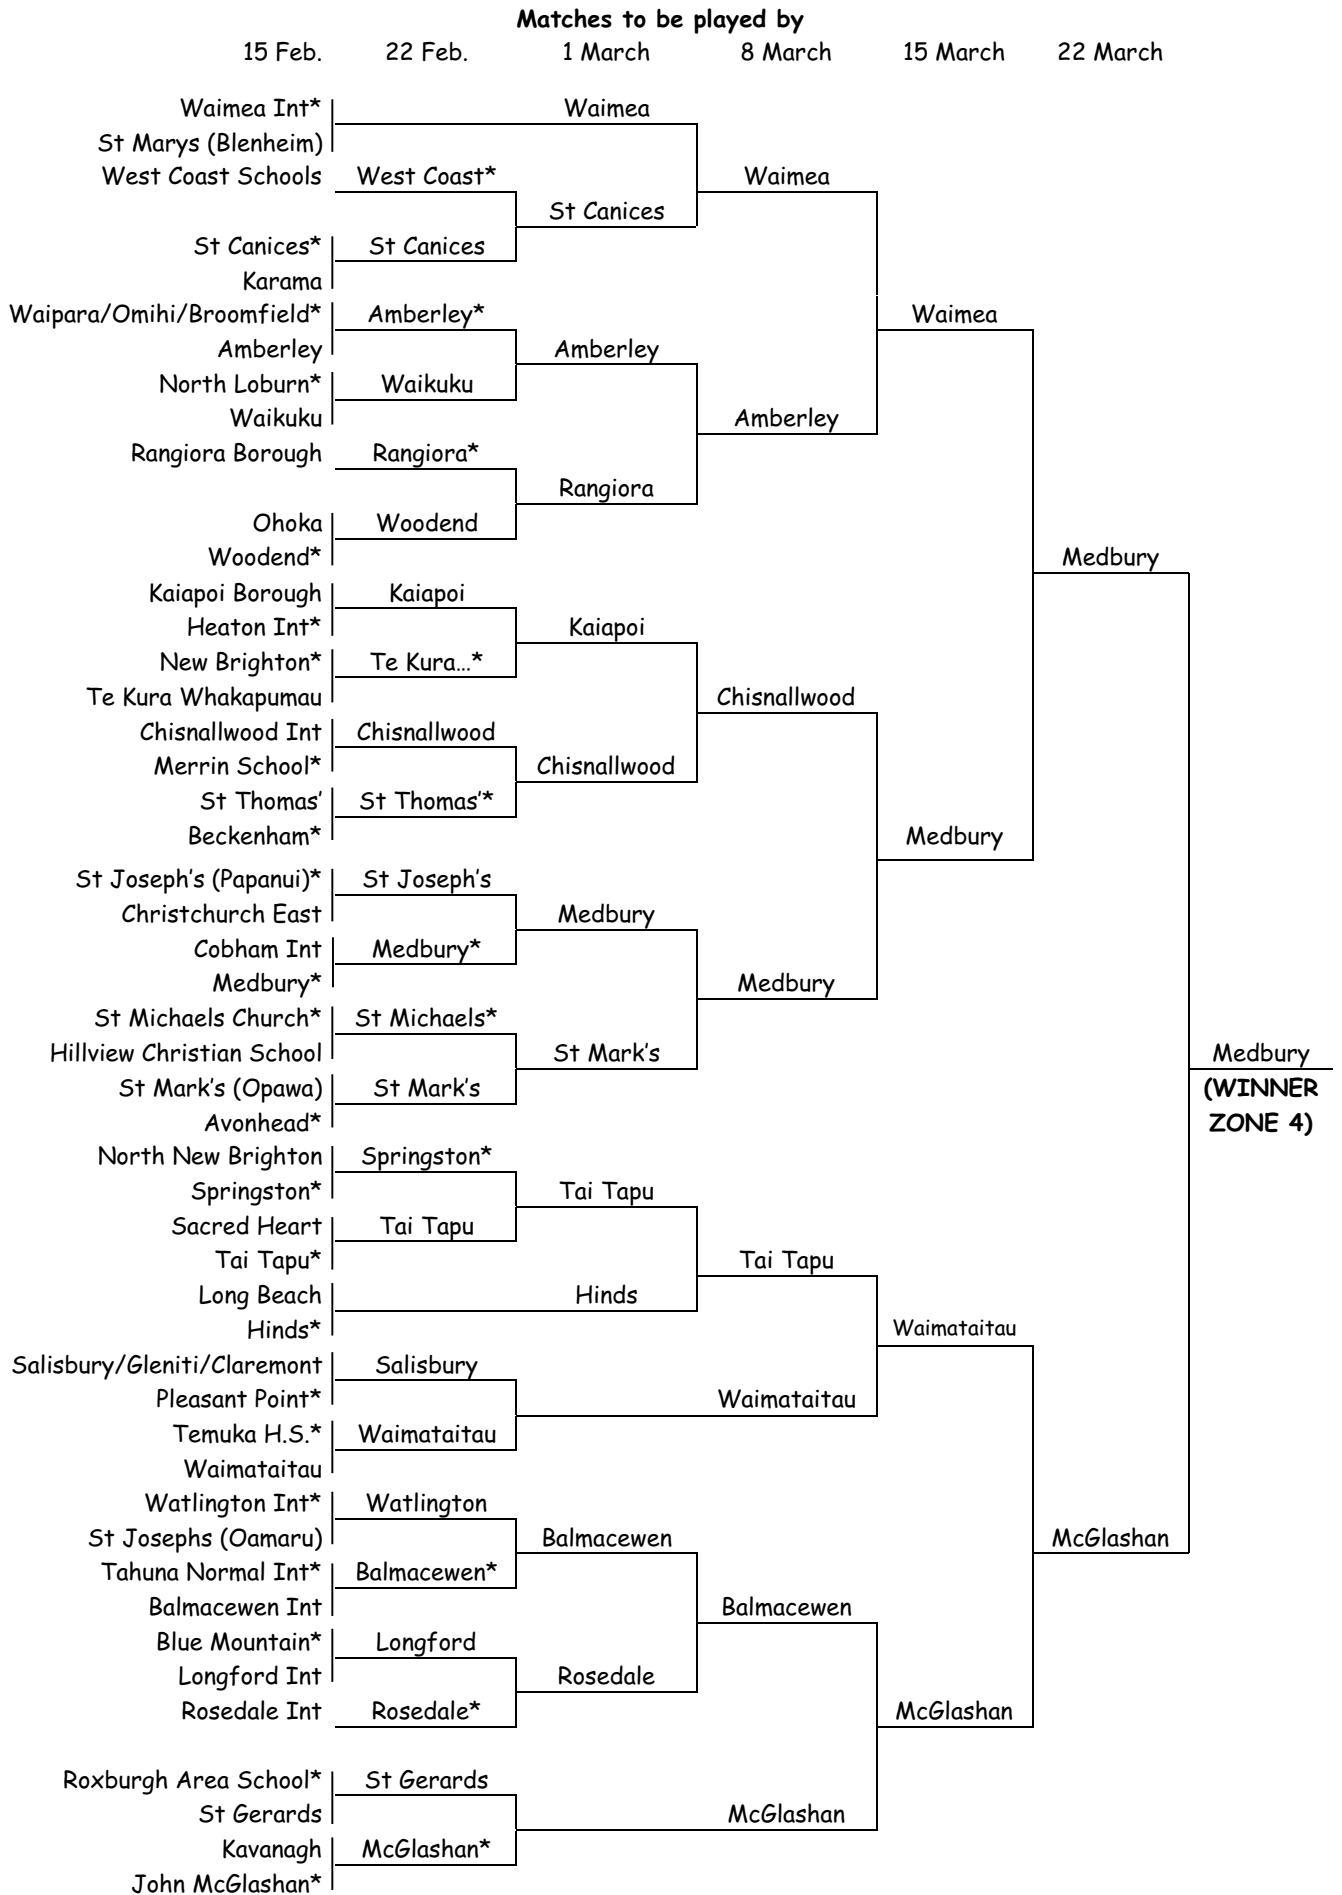 Matches to be played by
15 Feb. 22 Feb. 1 March 8 March 15 March 22 March
Waimea Int* Waimea
St Marys (Blenheim)
West Coast Schools West Coast* Waimea
St Canices
St Canices* St Canices
Karama
Waipara/Omihi/Broomfield* Amberley* Waimea
Amberley Amberley
North Loburn* Waikuku
Waikuku Amberley
Rangiora Borough Rangiora*
Rangiora
Ohoka Woodend
Woodend* Medbury
Kaiapoi Borough Kaiapoi
Heaton Int* Kaiapoi
New Brighton* Te Kura...*
Te Kura Whakapumau Chisnallwood
Chisnallwood Int Chisnallwood
Merrin School* Chisnallwood
St Thomas' St Thomas'*
Beckenham* Medbury
St Joseph's (Papanui)* St Joseph's
Christchurch East Medbury
Cobham Int Medbury*
Medbury* Medbury
St Michaels Church* St Michaels*
Hillview Christian School St Mark's Medbury
St Mark's (Opawa) St Mark's (WINNER
Avonhead* ZONE 4)
North New Brighton Springston*
Springston* Tai Tapu
Sacred Heart Tai Tapu
Tai Tapu* Tai Tapu
Long Beach Hinds
Hinds* Waimataitau
Salisbury/Gleniti/Claremont Salisbury
Pleasant Point* Waimataitau
Temuka H.S.* Waimataitau
Waimataitau
Watlington Int* Watlington
St Josephs (Oamaru) Balmacewen McGlashan
Tahuna Normal Int* Balmacewen*
Balmacewen Int Balmacewen
Blue Mountain* Longford
Longford Int Rosedale
Rosedale Int Rosedale* McGlashan
Roxburgh Area School* St Gerards
St Gerards McGlashan
Kavanagh McGlashan*
John McGlashan*